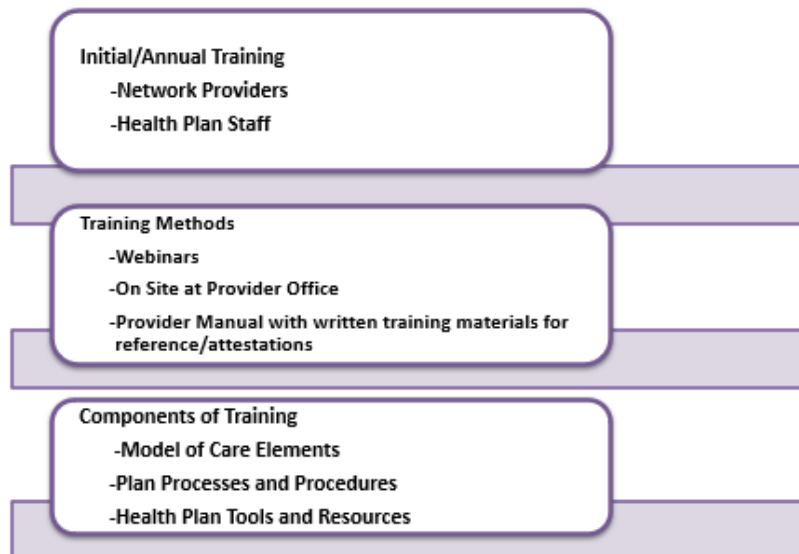 Initial/Annual Training
-Network Providers
-Health Plan Staff
Training Methods
-Webinars
-On Site at Provider Office
-Provider Manual with written training materials for
reference/attestations
Components of Training
-Model of Care Elements
-Plan Processes and Procedures
-Health Plan Tools and Resources